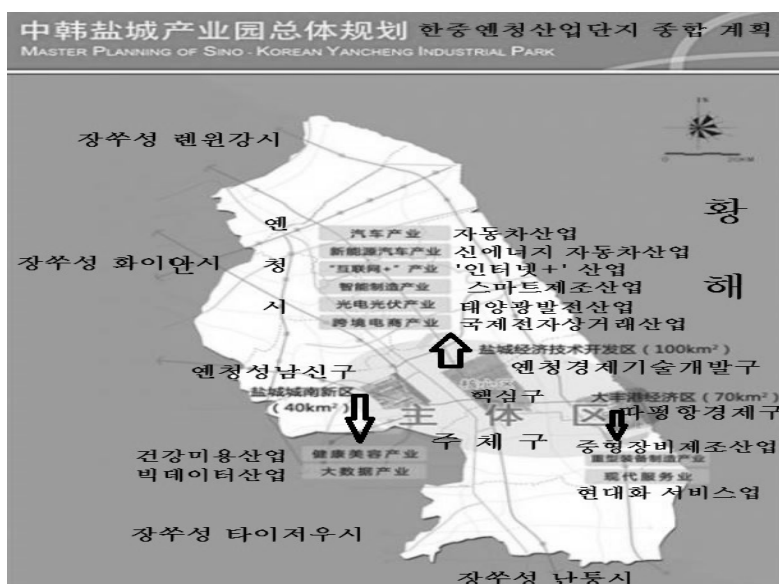 中韩盐城产业园总体规划 한중옌청산업단지 종합 계획
MASTER PLANNING OF SINO - KOREAN YANCHENG INDUSTRIAL PARK
장쑤성 롄윈강시
황
해
옌
청
시
汽车产业 자동차산업
新能源汽车产业 신에너지 자동차산업
"互联网+" 产业 '인터넷+' 산업
智能制造产业 스마트제조산업
光电光伏产业 태양광발전산업
跨境电商产业 국제전자상거래산업
장쑤성 화이안시
盐城经济技术开发区（100km²）
옌청경제기술개발구
옌청성남신구
盐城城南新区
（40km²）
핵심구
大丰港经济区（70km²）
따펑항경제구
主 体 区
주 체 구
건강미용산업 健康美容产业
빅데이터산업 大数据产业
중형장비제조산업
重型装备制造产业
现代服务业
현대화 서비스업
장쑤성 타이저우시
장쑤성 난퉁시